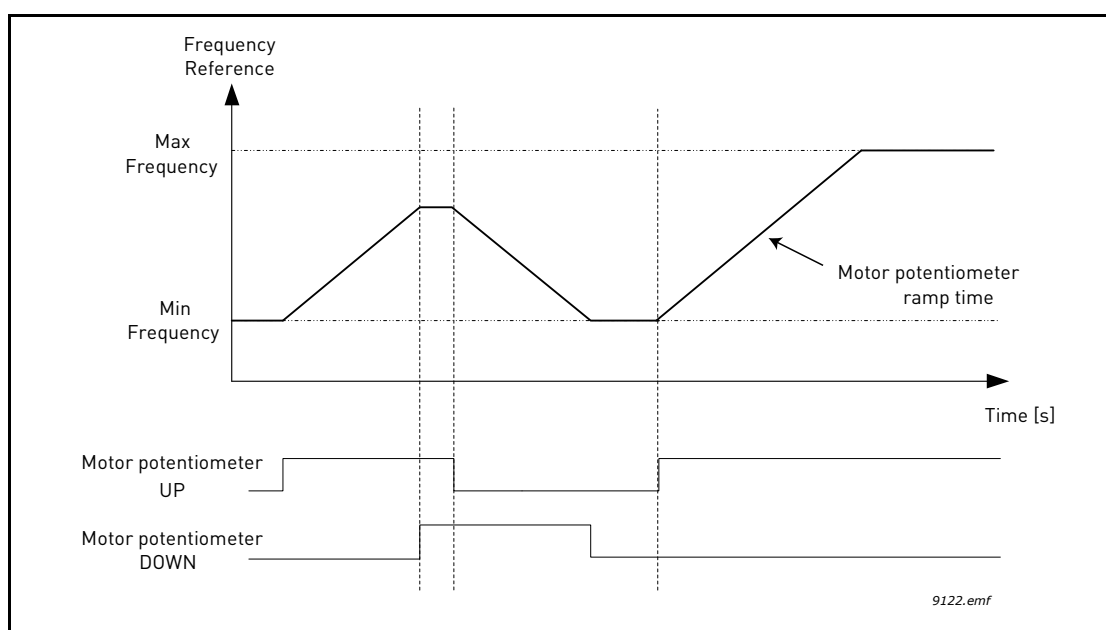 Frequency
Reference
Max
Frequency
Motor potentiometer
ramp time
Min
Frequency
Time [s]
Motor potentiometer
UP
Motor potentiometer
DOWN
9122.emf